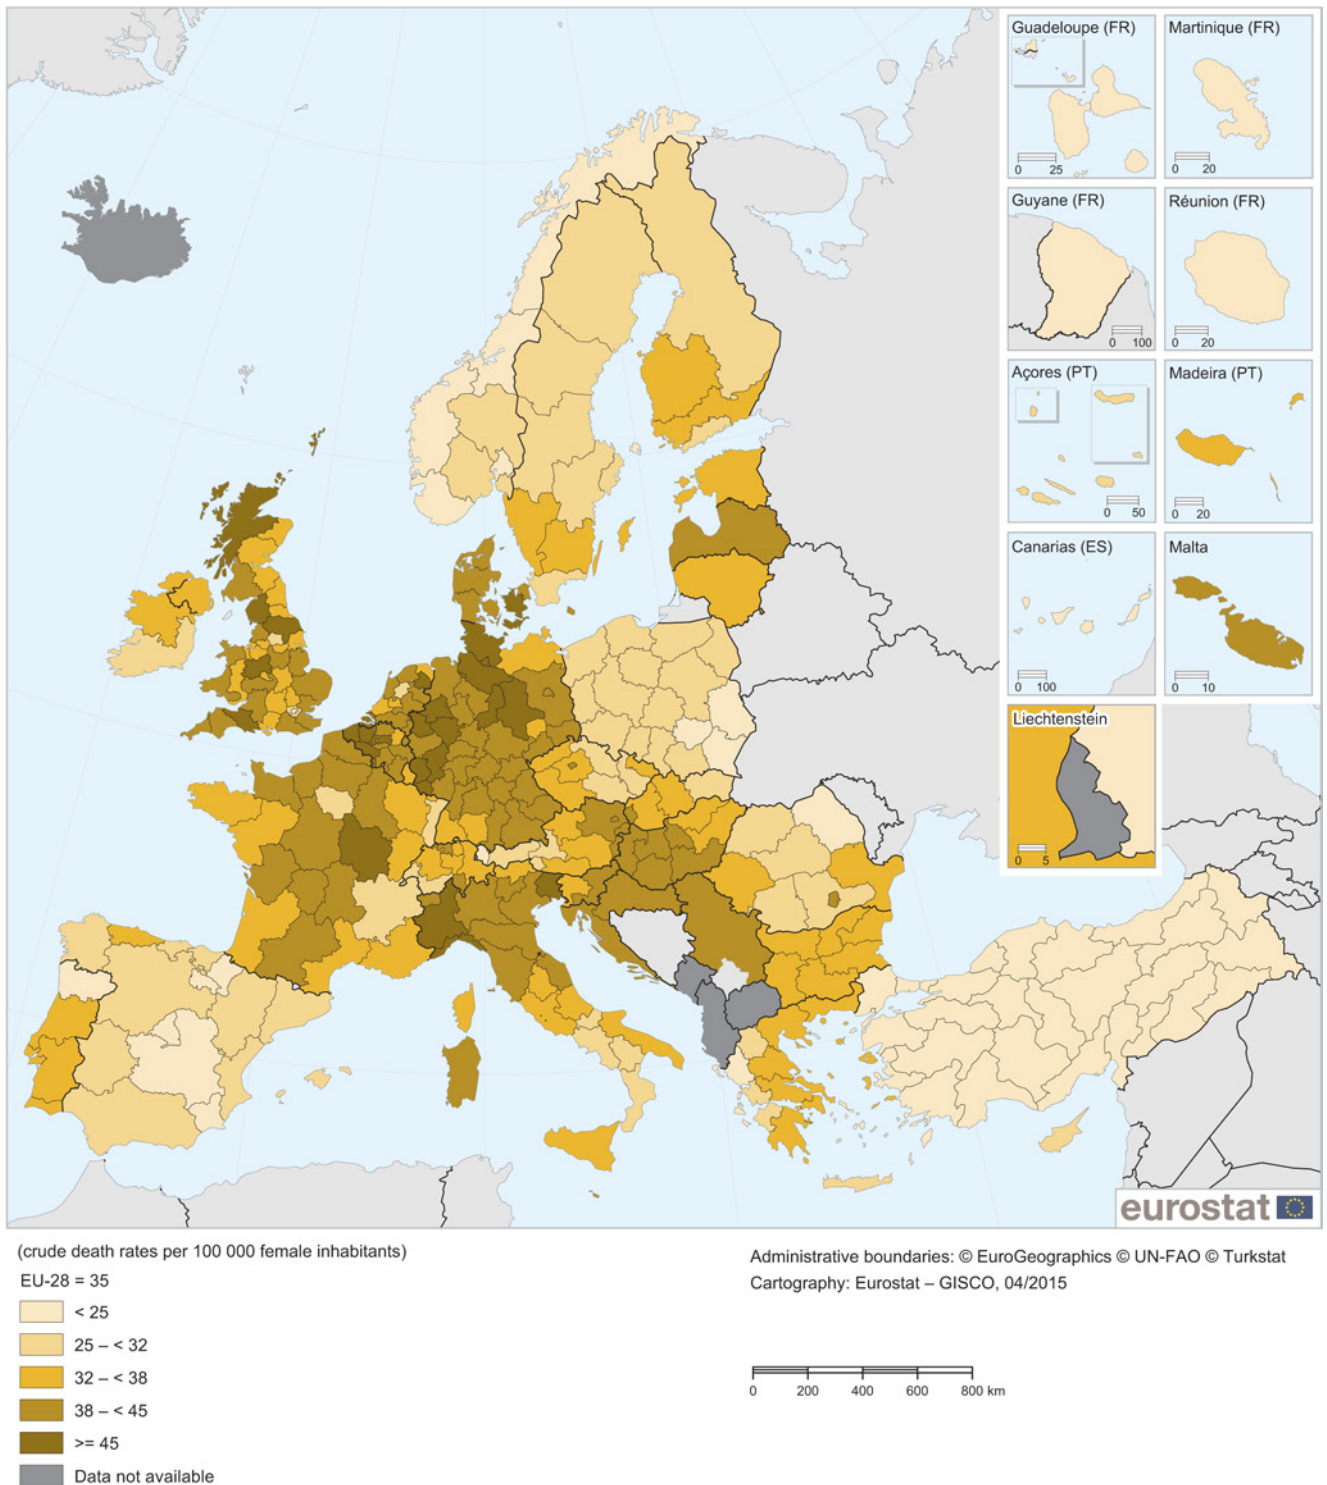 Guadeloupe (FR)
0 25
Martinique (FR)
0 20
Guyane (FR)
0 100
Réunion (FR)
0 20
Açores (PT)
0 50
Madeira (PT)
0 20
Canarias (ES)
0 100
Malta
0 10
Liechtenstein
0 5
eurostat
(crude death rates per 100 000 female inhabitants)
EU-28 = 35
< 25
25 – < 32
32 – < 38
38 – < 45
>= 45
Data not available
Administrative boundaries: © EuroGeographics © UN-FAO © Turkstat
Cartography: Eurostat – GISCO, 04/2015
0 200 400 600 800 km